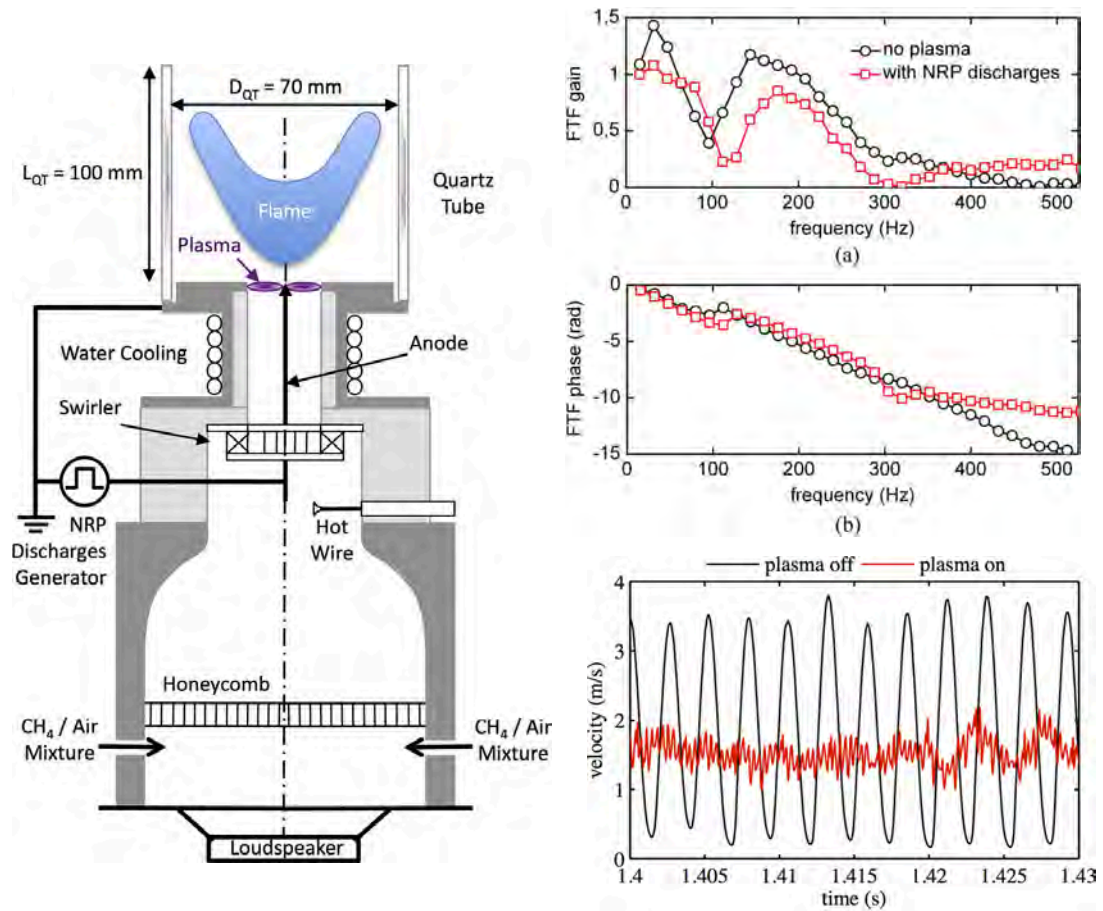 D_QT = 70 mm
L_QT = 100 mm
Flame
Quartz
Tube
Plasma
Water Cooling
Anode
Swirler
NRP
Discharges
Generator
Hot
Wire
Honeycomb
CH4 / Air
Mixture
CH4 / Air
Mixture
Loudspeaker
1.5
1
0.5
0
FTF gain
no plasma
with NRP discharges
0 100 200 300 400 500
frequency (Hz)
(a)
0
-5
-10
-15
FTF phase (rad)
0 100 200 300 400 500
frequency (Hz)
(b)
plasma off plasma on
4
3
2
1
0
velocity (m/s)
1.4 1.405 1.41 1.415 1.42 1.425 1.43
time (s)